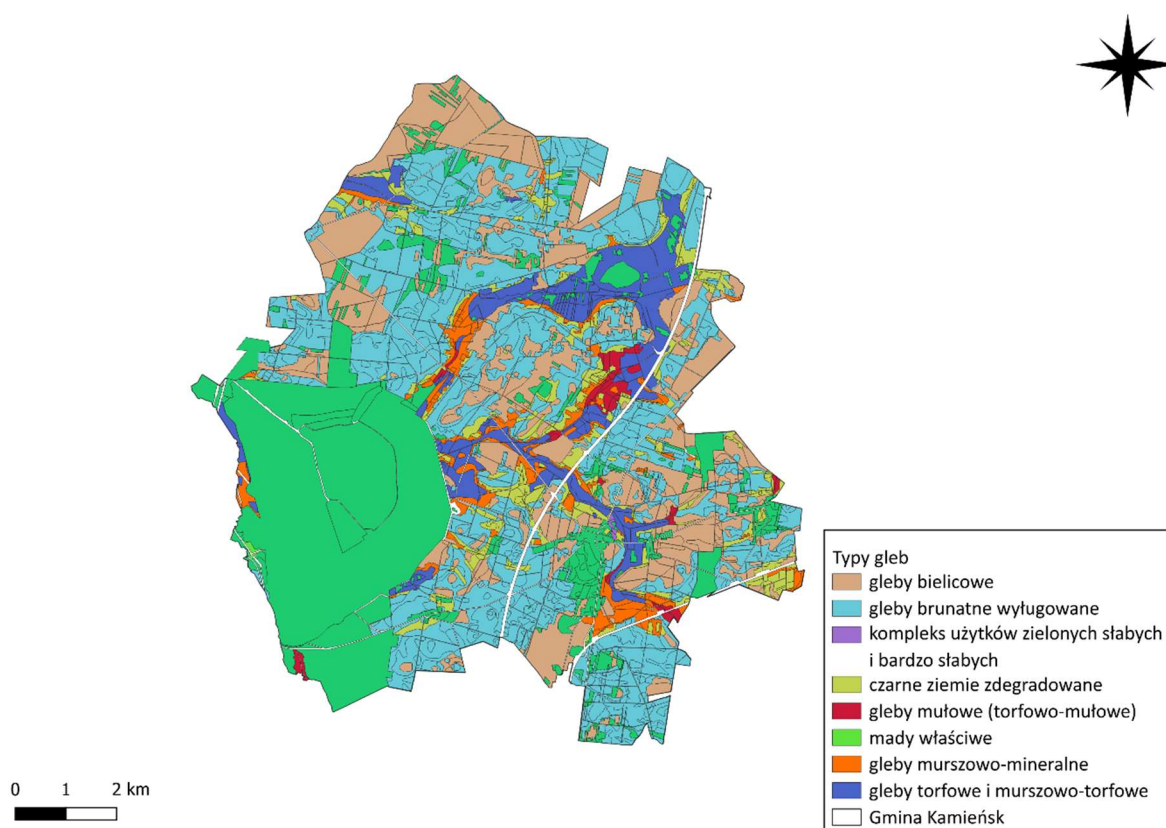 Typy gleb
gleby bielicowe
gleby brunatne wyługowane
kompleks użytków zielonych słabych
i bardzo słabych
czarne ziemie zdegradowane
gleby mułowe (torfowo-mułowe)
mady właściwe
gleby murszowo-mineralne
gleby torfowe i murszowo-torfowe
Gmina Kamieńsk
0 1 2 km